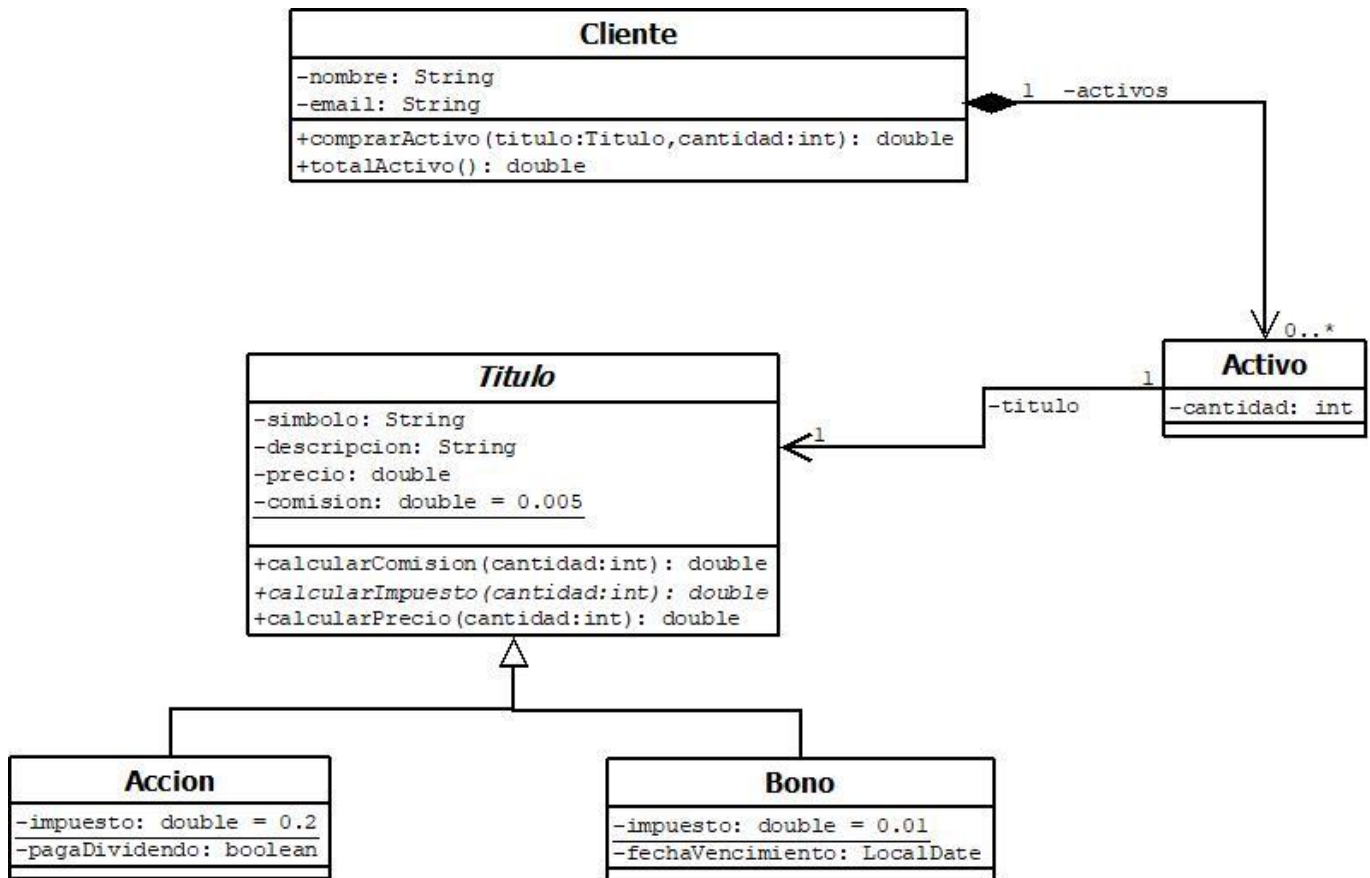 Cliente
-nombre: String
-email: String
+comprarActivo(titulo:Titulo,cantidad:int): double
+totalActivo(): double
1 -activos
0..*
Activo
-cantidad: int
1
-titulo
1
Titulo
-simbolo: String
-descripcion: String
-precio: double
-comision: double = 0.005
+calcularComision(cantidad:int): double
+calcularImpuesto(cantidad:int): double
+calcularPrecio(cantidad:int): double
Accion
-impuesto: double = 0.2
-pagaDividendo: boolean
Bono
-impuesto: double = 0.01
-fechaVencimiento: LocalDate